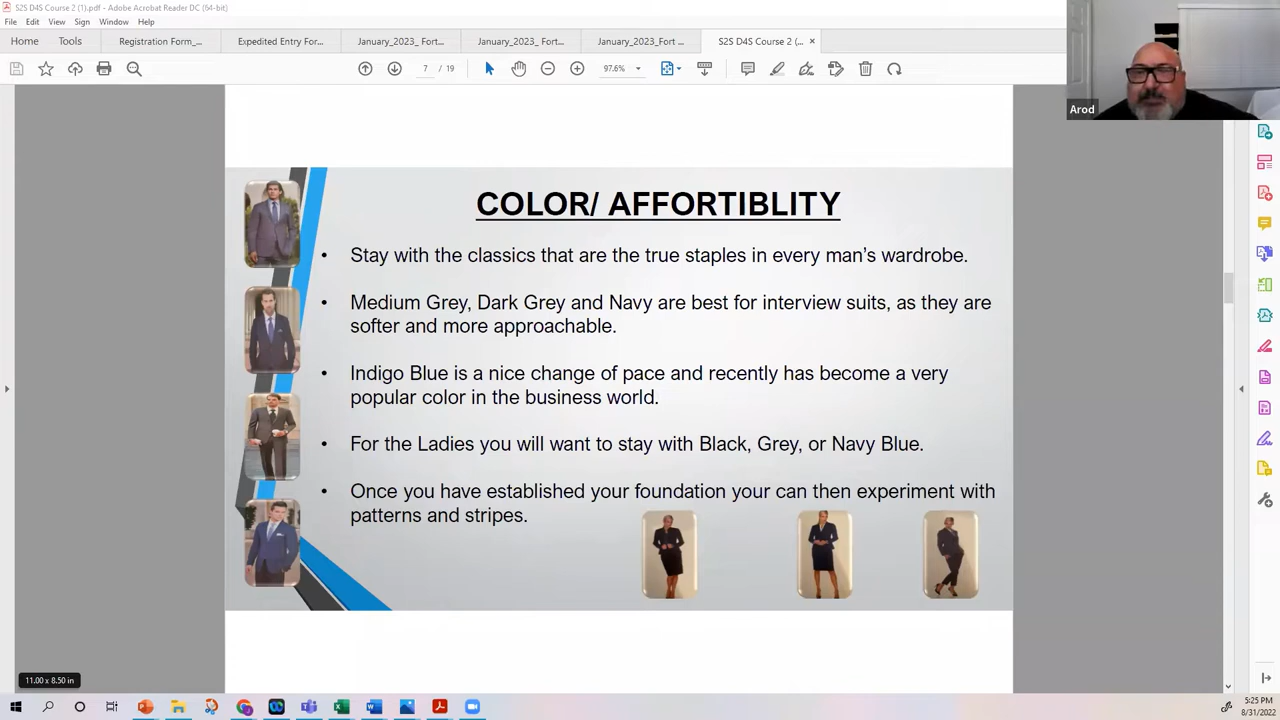 S2S D4S Course 2 (1).pdf - Adobe Acrobat Reader DC (64-bit)
File Edit View Sign Window Help
Home Tools Registration Form_... Expedited Entry For... January_2023_ Fort... January_2023_ Fort... January_2023_Fort ... S2S D4S Course 2 (... ×
7 / 19 97.6%
Arod
COLOR/ AFFORTIBLITY
• Stay with the classics that are the true staples in every man’s wardrobe.
• Medium Grey, Dark Grey and Navy are best for interview suits, as they are
softer and more approachable.
• Indigo Blue is a nice change of pace and recently has become a very
popular color in the business world.
• For the Ladies you will want to stay with Black, Grey, or Navy Blue.
• Once you have established your foundation your can then experiment with
patterns and stripes.
11.00 x 8.50 in
5:25 PM
8/31/2022